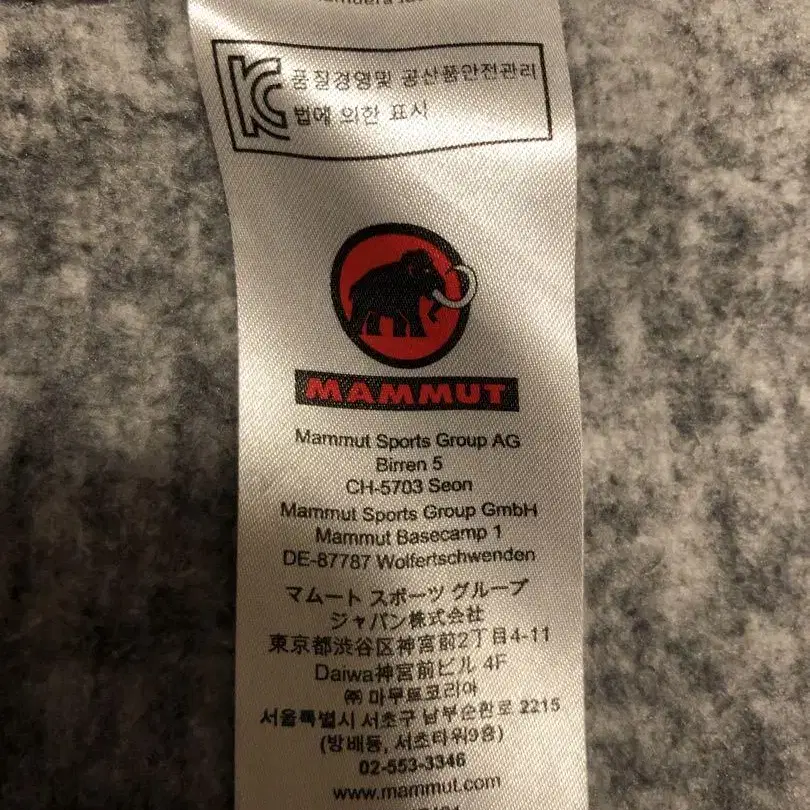 KC 품질경영및 공산품안전관리
법에 의한 표시
MAMMUT
Mammut Sports Group AG
Birren 5
CH-5703 Seon
Mammut Sports Group GmbH
Mammut Basecamp 1
DE-87787 Wolfertschwenden
マムート スポーツ グループ
ジャパン株式会社
東京都渋谷区神宮前2丁目4-11
Daiwa神宮前ビル 4F
㈜ 마무트코리아
서울특별시 서초구 남부순환로 2215
(방배동, 서초타워9층)
02-553-3346
www.mammut.com